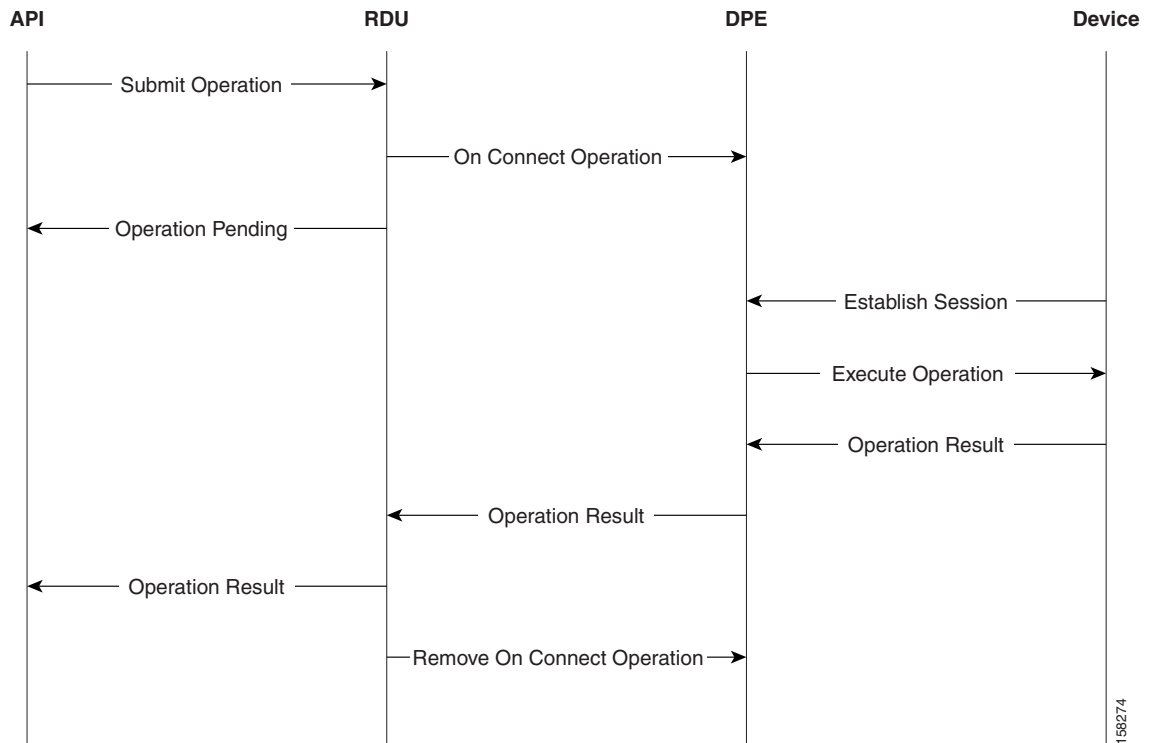 API
RDU
DPE
Device
Submit Operation
On Connect Operation
Operation Pending
Establish Session
Execute Operation
Operation Result
Operation Result
Operation Result
Remove On Connect Operation
158274